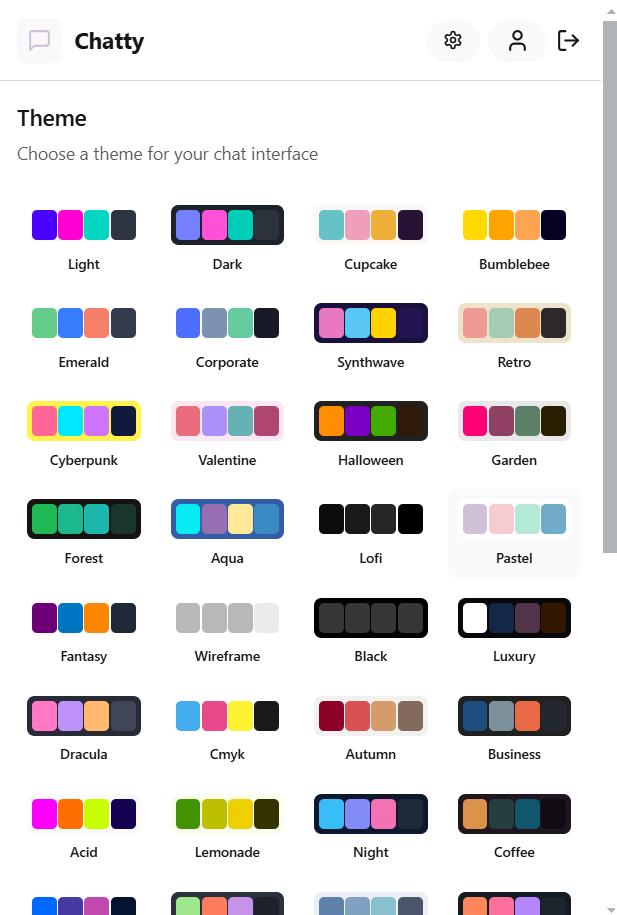 Chatty
Theme
Choose a theme for your chat interface
Light
Dark
Cupcake
Bumblebee
Emerald
Corporate
Synthwave
Retro
Cyberpunk
Valentine
Halloween
Garden
Forest
Aqua
Lofi
Pastel
Fantasy
Wireframe
Black
Luxury
Dracula
Cmyk
Autumn
Business
Acid
Lemonade
Night
Coffee